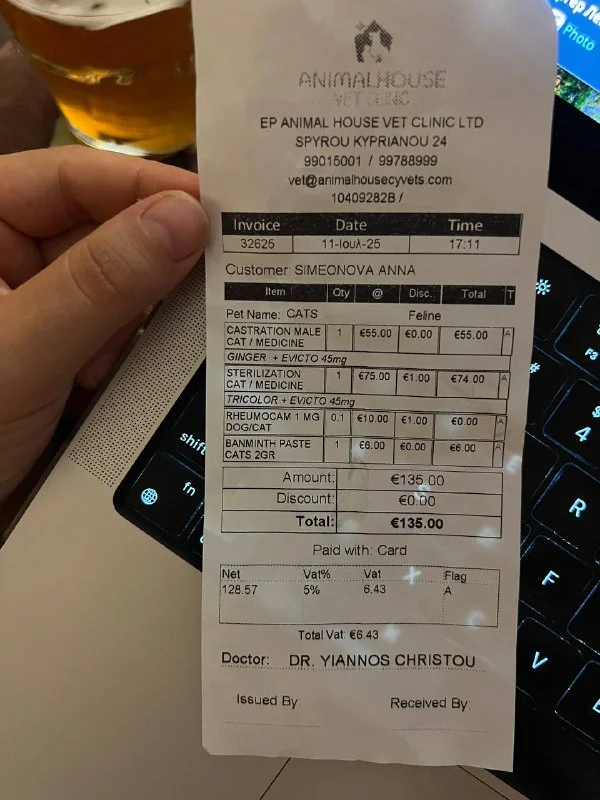 ANIMALHOUSE
VET CLINIC
EP ANIMAL HOUSE VET CLINIC LTD
SPYROU KYPRIANOU 24
99015001 / 99788999
vet@animalhousecyvets.com
10409282B /
Invoice Date Time
32625 11-Ιουλ-25 17:11
Customer: SIMEONOVA ANNA
Item Qty @ Disc. Total T
Pet Name: CATS Feline
CASTRATION MALE 1 €55.00 €0.00 €55.00 A
CAT / MEDICINE
GINGER + EVICTO 45mg
STERILIZATION 1 €75.00 €1.00 €74.00 A
CAT / MEDICINE
TRICOLOR + EVICTO 45mg
RHEUMOCAM 1 MG 0.1 €10.00 €1.00 €0.00 A
DOG/CAT
BANMINTH PASTE 1 €6.00 €0.00 €6.00 A
CATS 2GR
Amount: €135.00
Discount: €0.00
Total: €135.00
Paid with: Card
Net Vat% Vat Flag
128.57 5% 6.43 A
Total Vat: €6.43
Doctor: DR. YIANNOS CHRISTOU
Issued By: Received By:
Photo
shift
fn
F3
#
$
4
R
F
V